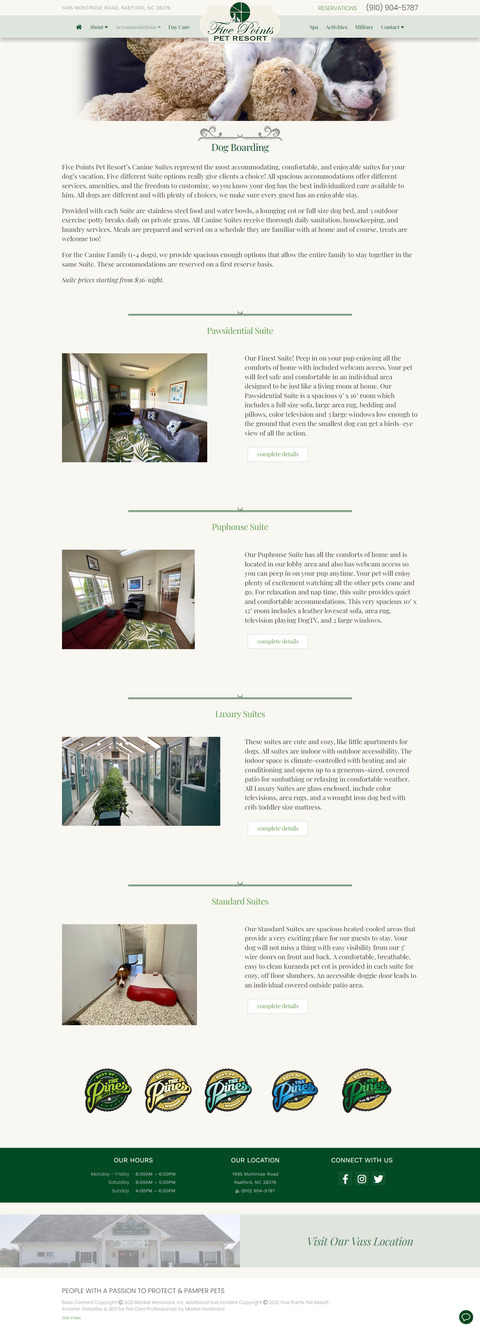 1495 MONTROSE ROAD, RAEFORD, NC 28376
RESERVATIONS (910) 904-5787
About
Accommodations
Day Care
Five Points
PET RESORT
Spa
Activities
Military
Contact
Dog Boarding
Five Points Pet Resort's Canine Suites represent the most accommodating, comfortable, and enjoyable suites for your
dog's vacation. Five different Suite options really give clients a choice! All spacious accommodations offer different
services, amenities, and the freedom to customize, so you know your dog has the best individualized care available to
him. All dogs are different and with plenty of choices, we make sure every guest has an enjoyable stay.
Provided with each Suite are stainless steel food and water bowls, a lounging cot or full size dog bed, and 3 outdoor
exercise/potty breaks daily on private grass. All Canine Suites receive thorough daily sanitation, housekeeping, and
laundry services. Meals are prepared and served on a schedule they are familiar with at home and of course, treats are
welcome too!
For the Canine Family (1-4 dogs), we provide spacious enough options that allow the entire family to stay together in the
same Suite. These accommodations are reserved on a first reserve basis.
Suite prices starting from $36/night.
Pawsidential Suite
Our Finest Suite! Peep in on your pup enjoying all the
comforts of home with included webcam access. Your pet
will feel safe and comfortable in an individual area
designed to be just like a living room at home. Our
Pawsidential Suite is a spacious 9' x 16' room which
includes a full size sofa, large area rug, bedding and
pillows, color television and 3 large windows low enough to
the ground that even the smallest dog can get a birds-eye
view of all the action.
complete details
Puphouse Suite
Our Puphouse Suite has all the comforts of home and is
located in our lobby area and also has webcam access so
you can peep in on your pup anytime. Your pet will enjoy
plenty of excitement watching all the other pets come and
go. For relaxation and nap time, this suite provides quiet
and comfortable accommodations. This very spacious 10' x
12' room includes a leather loveseat sofa, area rug,
television playing DogTV, and 2 large windows.
complete details
Luxury Suites
These suites are cute and cozy, like little apartments for
dogs. All suites are indoor with outdoor accessibility. The
indoor space is climate-controlled with heating and air
conditioning and opens up to a generous-sized, covered
patio for sunbathing or relaxing in comfortable weather.
All Luxury Suites are glass enclosed, include color
televisions, area rugs, and a wrought iron dog bed with
crib/toddler size mattress.
complete details
Standard Suites
Our Standard Suites are spacious heated/cooled areas that
provide a very exciting place for our guests to stay. Your
dog will not miss a thing with easy visibility from our 5'
wire doors on front and back. A comfortable, breathable,
easy to clean Kuranda pet cot is provided in each suite for
cozy, off floor slumbers. An accessible doggie door leads to
an individual covered outside patio area.
complete details
BEST OF THE Pines
BEST OF THE Pines
BEST OF THE Pines
BEST OF THE Pines
BEST OF THE Pines
OUR HOURS
Monday - Friday 8:00AM - 6:00PM
Saturday 9:00AM - 5:00PM
Sunday 4:00PM - 6:00PM
OUR LOCATION
1495 Montrose Road
Raeford, NC 28376
p. (910) 904-5787
CONNECT WITH US
Visit Our Vass Location
PEOPLE WITH A PASSION TO PROTECT & PAMPER PETS
Base Content Copyright © 2021 Market Hardware, Inc. Additional text content Copyright © 2021, Five Points Pet Resort.
Smarter Websites & SEO for Pet Care Professionals by Market Hardware
Site Index